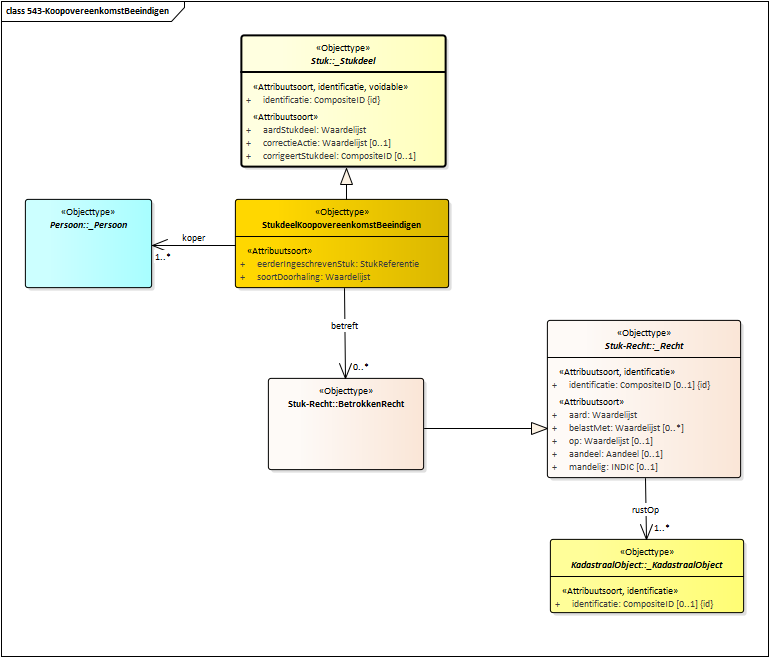 class 543-KoopovereenkomstBeeindigen
«Objecttype»
Stuk::_Stukdeel
«Attribuutsoort, identificatie, voidable»
+ identificatie: CompositeID {id}
«Attribuutsoort»
+ aardStukdeel: Waardelijst
+ correctieActie: Waardelijst [0..1]
+ corrigeertStukdeel: CompositeID [0..1]
«Objecttype»
Persoon::_Persoon
koper
1..*
«Objecttype»
StukdeelKoopovereenkomstBeeindigen
«Attribuutsoort»
+ eerderIngeschrevenStuk: StukReferentie
+ soortDoorhaling: Waardelijst
betreft
0..*
«Objecttype»
Stuk-Recht::BetrokkenRecht
«Objecttype»
Stuk-Recht::_Recht
«Attribuutsoort, identificatie»
+ identificatie: CompositeID [0..1] {id}
«Attribuutsoort»
+ aard: Waardelijst
+ belastMet: Waardelijst [0..*]
+ op: Waardelijst [0..1]
+ aandeel: Aandeel [0..1]
+ mandelig: INDIC [0..1]
rustOp
1..*
«Objecttype»
KadastraalObject::_KadastraalObject
«Attribuutsoort, identificatie»
+ identificatie: CompositeID [0..1] {id}